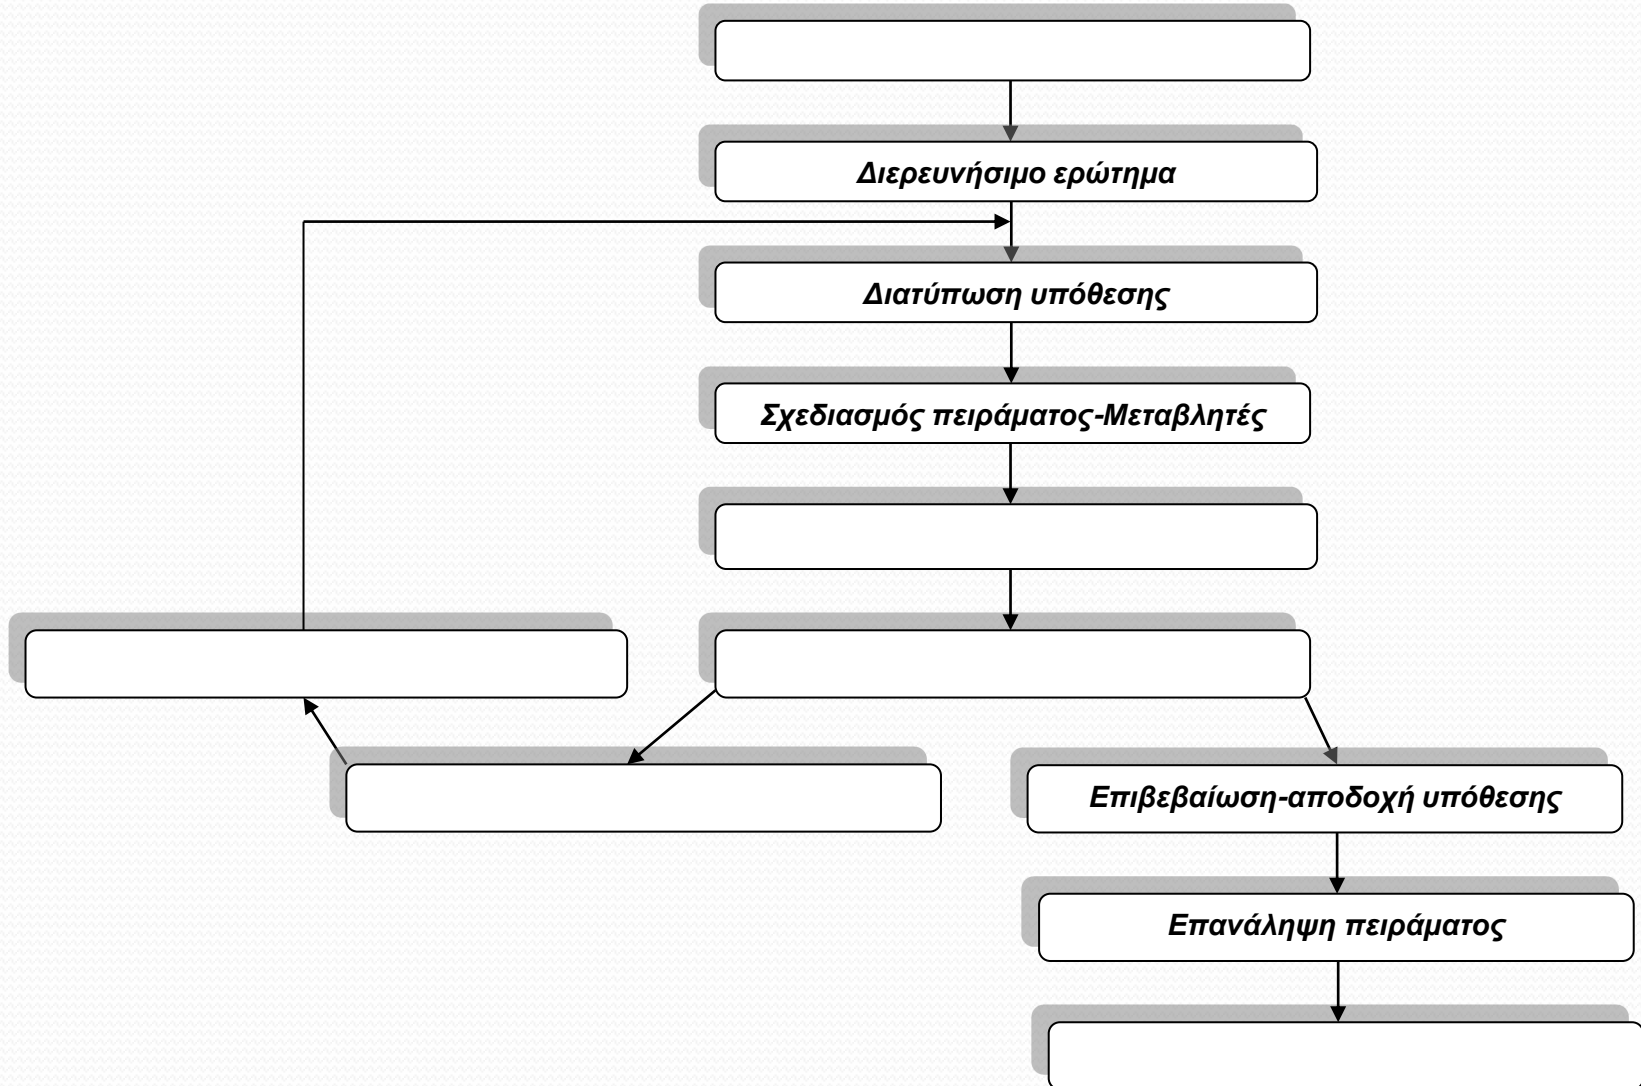 Διερευνήσιμο ερώτημα
Διατύπωση υπόθεσης
Σχεδιασμός πειράματος-Μεταβλητές
Επιβεβαίωση-αποδοχή υπόθεσης
Επανάληψη πειράματος